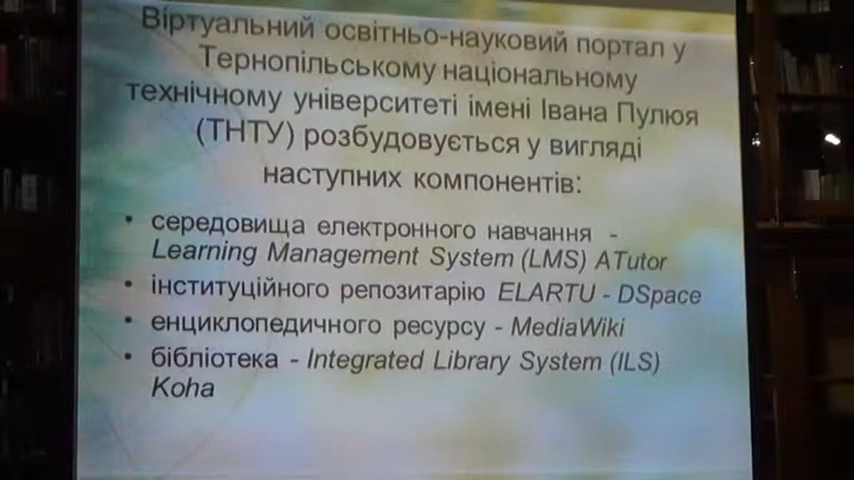 Віртуальний освітньо-науковий портал у
Тернопільському національному
технічному університеті імені Івана Пулюя
(ТНТУ) розбудовується у вигляді
наступних компонентів:
• середовища електронного навчання -
Learning Management System (LMS) ATutor
• інституційного репозитарію ELARTU - DSpace
• енциклопедичного ресурсу - MediaWiki
• бібліотека - Integrated Library System (ILS)
Koha